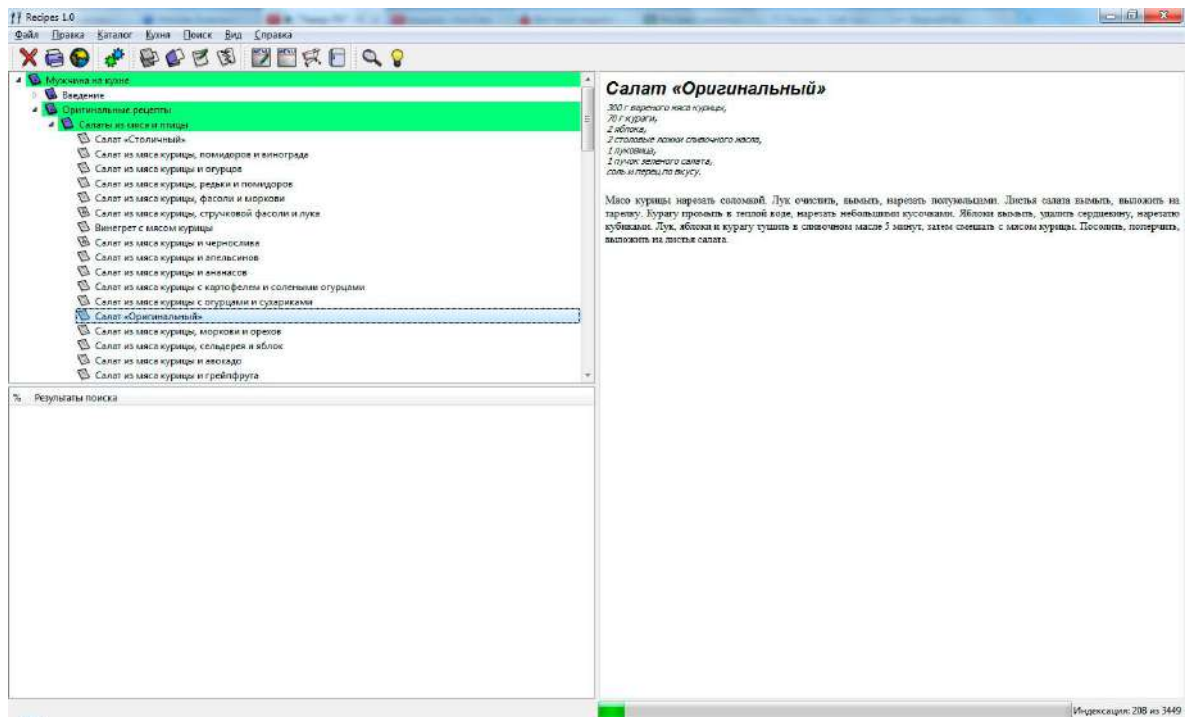 Recipes 1.0
Файл Правка Каталог Кухня Поиск Вид Справка
Мужчина на кухне
Введение
Оригинальные рецепты
Салаты из мяса и птицы
Салат «Столичный»
Салат из мяса курицы, помидоров и винограда
Салат из мяса курицы и огурцов
Салат из мяса курицы, редьки и помидоров
Салат из мяса курицы, фасоли и моркови
Салат из мяса курицы, стручковой фасоли и лука
Винегрет с мясом курицы
Салат из мяса курицы и чернослива
Салат из мяса курицы и апельсинов
Салат из мяса курицы и ананасов
Салат из мяса курицы с картофелем и солеными огурцами
Салат из мяса курицы с огурцами и сухариками
Салат «Оригинальный»
Салат из мяса курицы, моркови и орехов
Салат из мяса курицы, сельдерея и яблок
Салат из мяса курицы и авокадо
Салат из мяса курицы и грейпфрута
% Результаты поиска
Салат «Оригинальный»
300 г вареного мяса курицы,
70 г кураги,
2 яблока,
2 столовые ложки сливочного масла,
1 луковица,
1 пучок зеленого салата,
соль и перец по вкусу.
Мясо курицы нарезать соломкой. Лук очистить, вымыть, нарезать полукольцами. Листья салата вымыть, выложить на
тарелку. Курагу промыть в теплой воде, нарезать небольшими кусочками. Яблоки вымыть, удалить сердцевину, нарезать
кубиками. Лук, яблоки и курагу тушить в сливочном масле 5 минут, затем смешать с мясом курицы. Посолить, поперчить,
выложить на листья салата.
Индексация: 208 из 3449